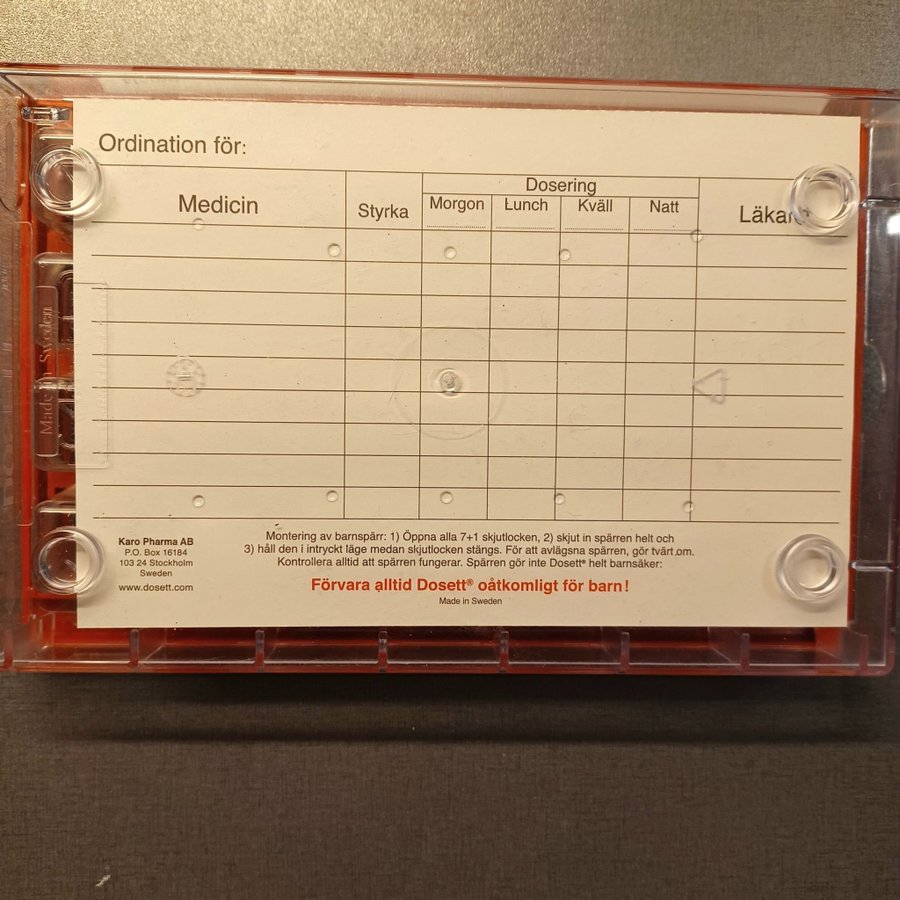 Ordination för:
Dosering
Medicin Styrka Morgon Lunch Kväll Natt Läkare
Made in Sweden
Karo Pharma AB
P.O. Box 16184
103 24 Stockholm
Sweden
www.dosett.com
Montering av barnspärr: 1) Öppna alla 7+1 skjutlocken, 2) skjut in spärren helt och
3) håll den i intryckt läge medan skjutlocken stängs. För att avlägsna spärren, gör tvärt om.
Kontrollera alltid att spärren fungerar. Spärren gör inte Dosett® helt barnsäker:
Förvara alltid Dosett® oåtkomligt för barn!
Made in Sweden